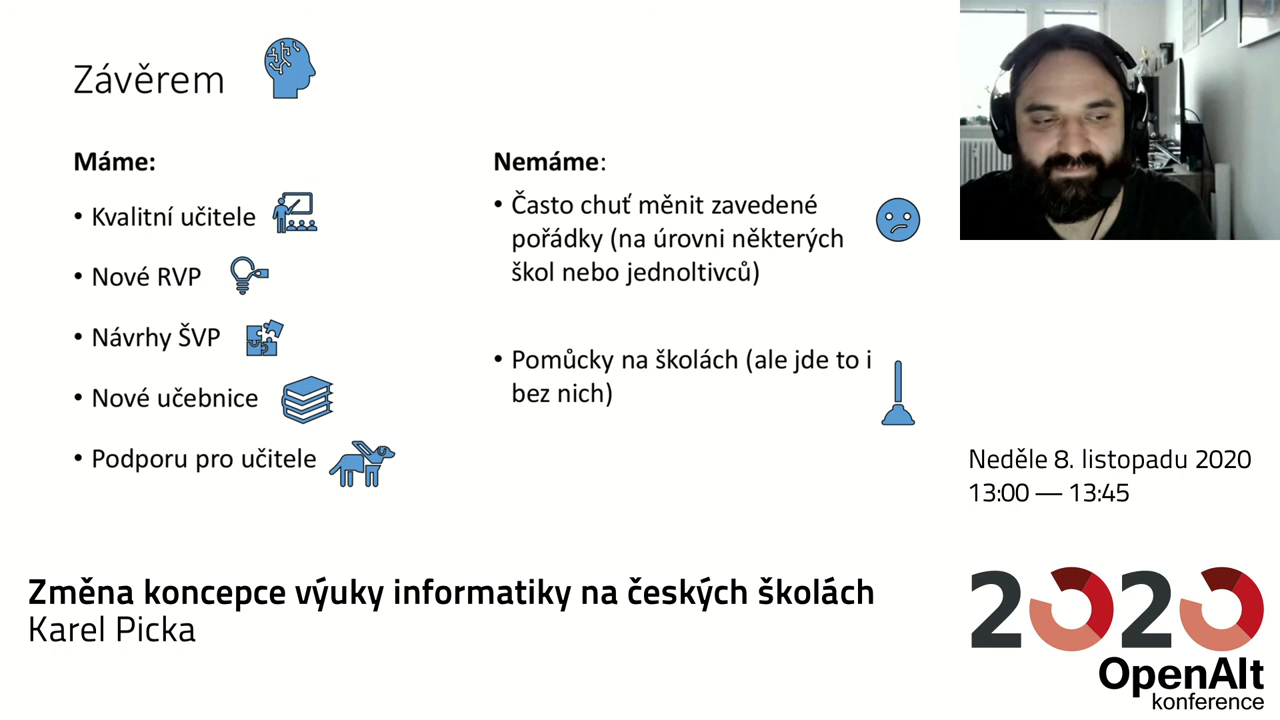 Závěrem
Máme:
• Kvalitní učitele
• Nové RVP
• Návrhy ŠVP
• Nové učebnice
• Podporu pro učitele
Nemáme:
• Často chuť měnit zavedené
pořádky (na úrovni některých
škol nebo jednoltivců)
• Pomůcky na školách (ale jde to i
bez nich)
Neděle 8. listopadu 2020
13:00 — 13:45
Změna koncepce výuky informatiky na českých školách
Karel Picka
2020
OpenAlt
konference